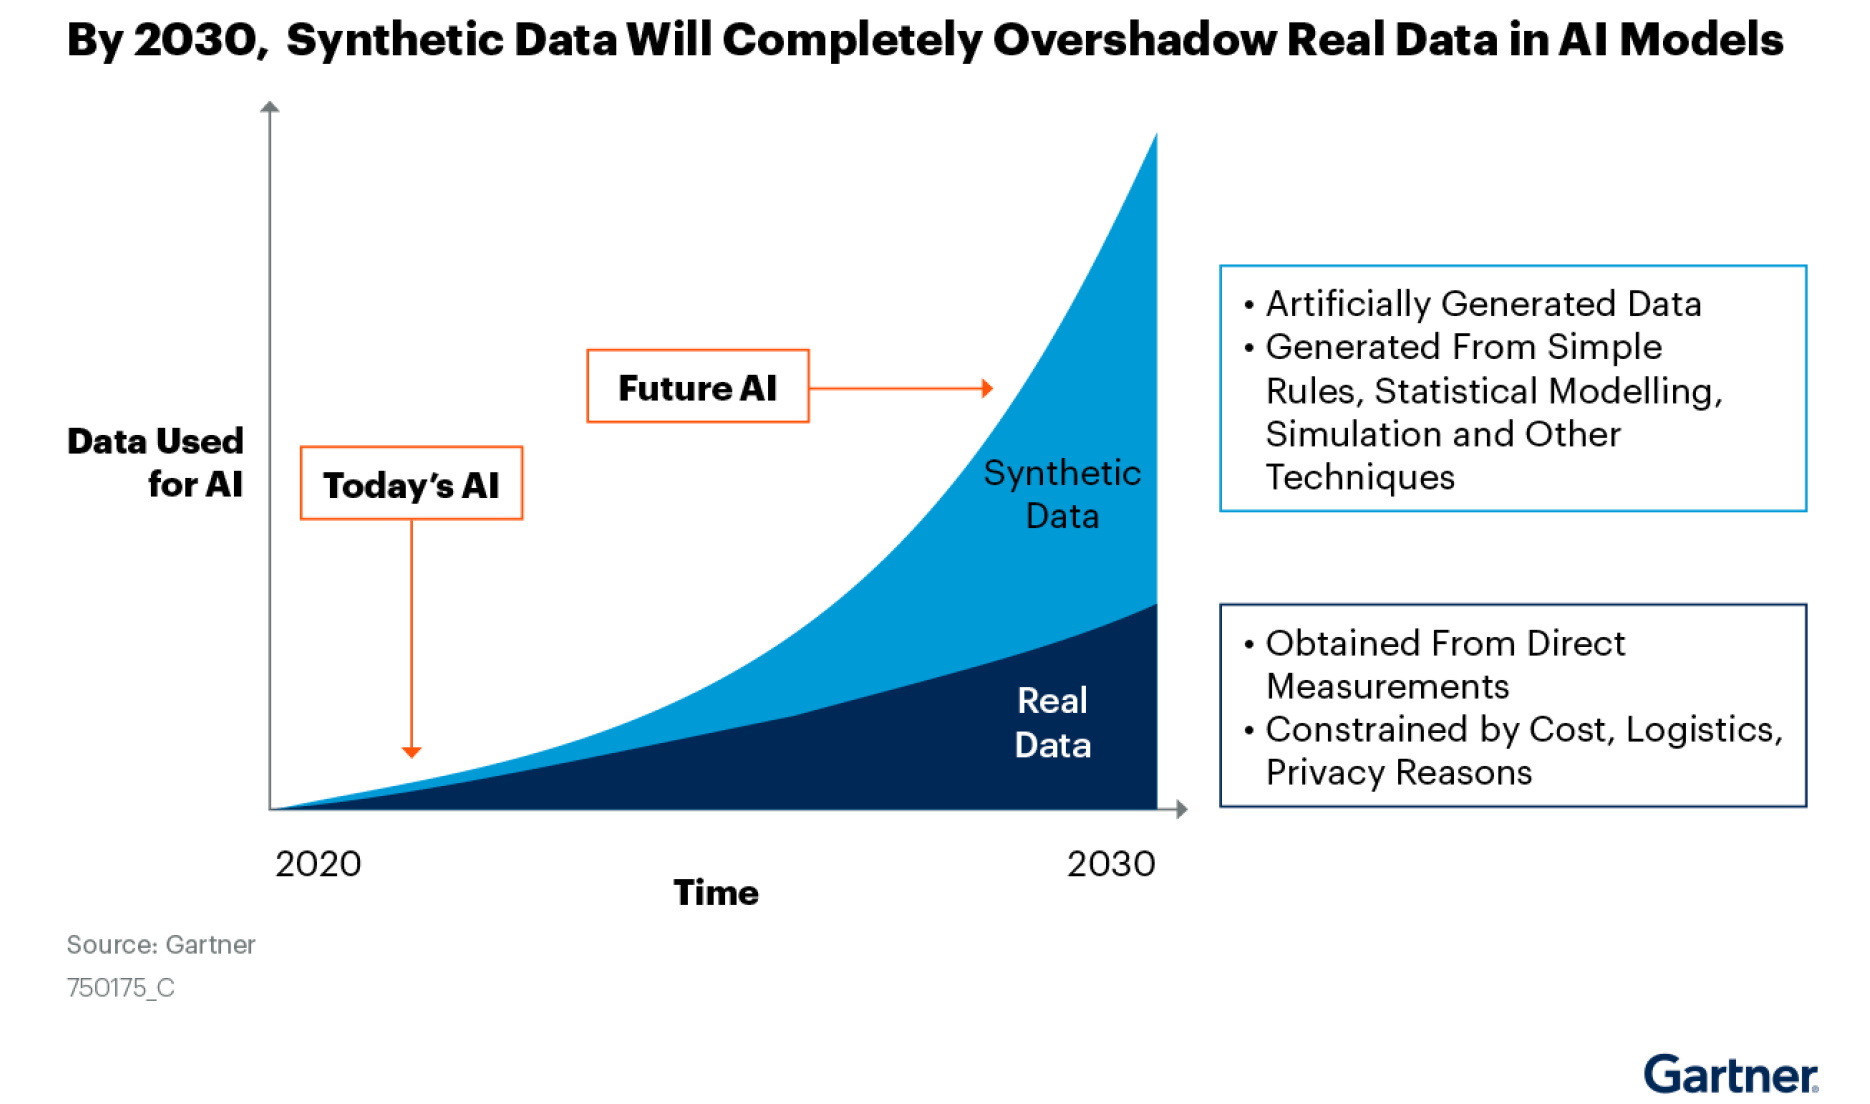 By 2030, Synthetic Data Will Completely Overshadow Real Data in AI Models
Data Used
for AI
Today's AI
Future AI
Synthetic
Data
Real
Data
• Artificially Generated Data
• Generated From Simple
Rules, Statistical Modelling,
Simulation and Other
Techniques
• Obtained From Direct
Measurements
• Constrained by Cost, Logistics,
Privacy Reasons
2020
2030
Time
Source: Gartner
750175_C
Gartner®